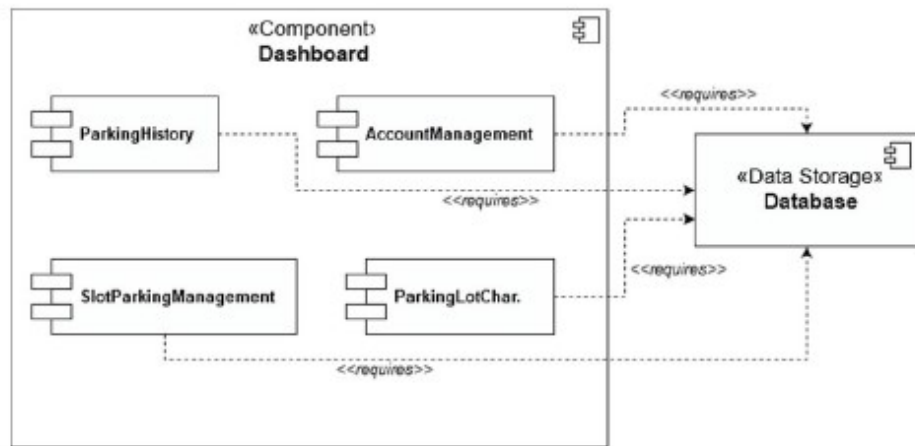 «Component»
Dashboard
<<requires>>
ParkingHistory
AccountManagement
«Data Storage»
Database
<<requires>>
<<requires>>
SlotParkingManagement
ParkingLotChar.
<<requires>>